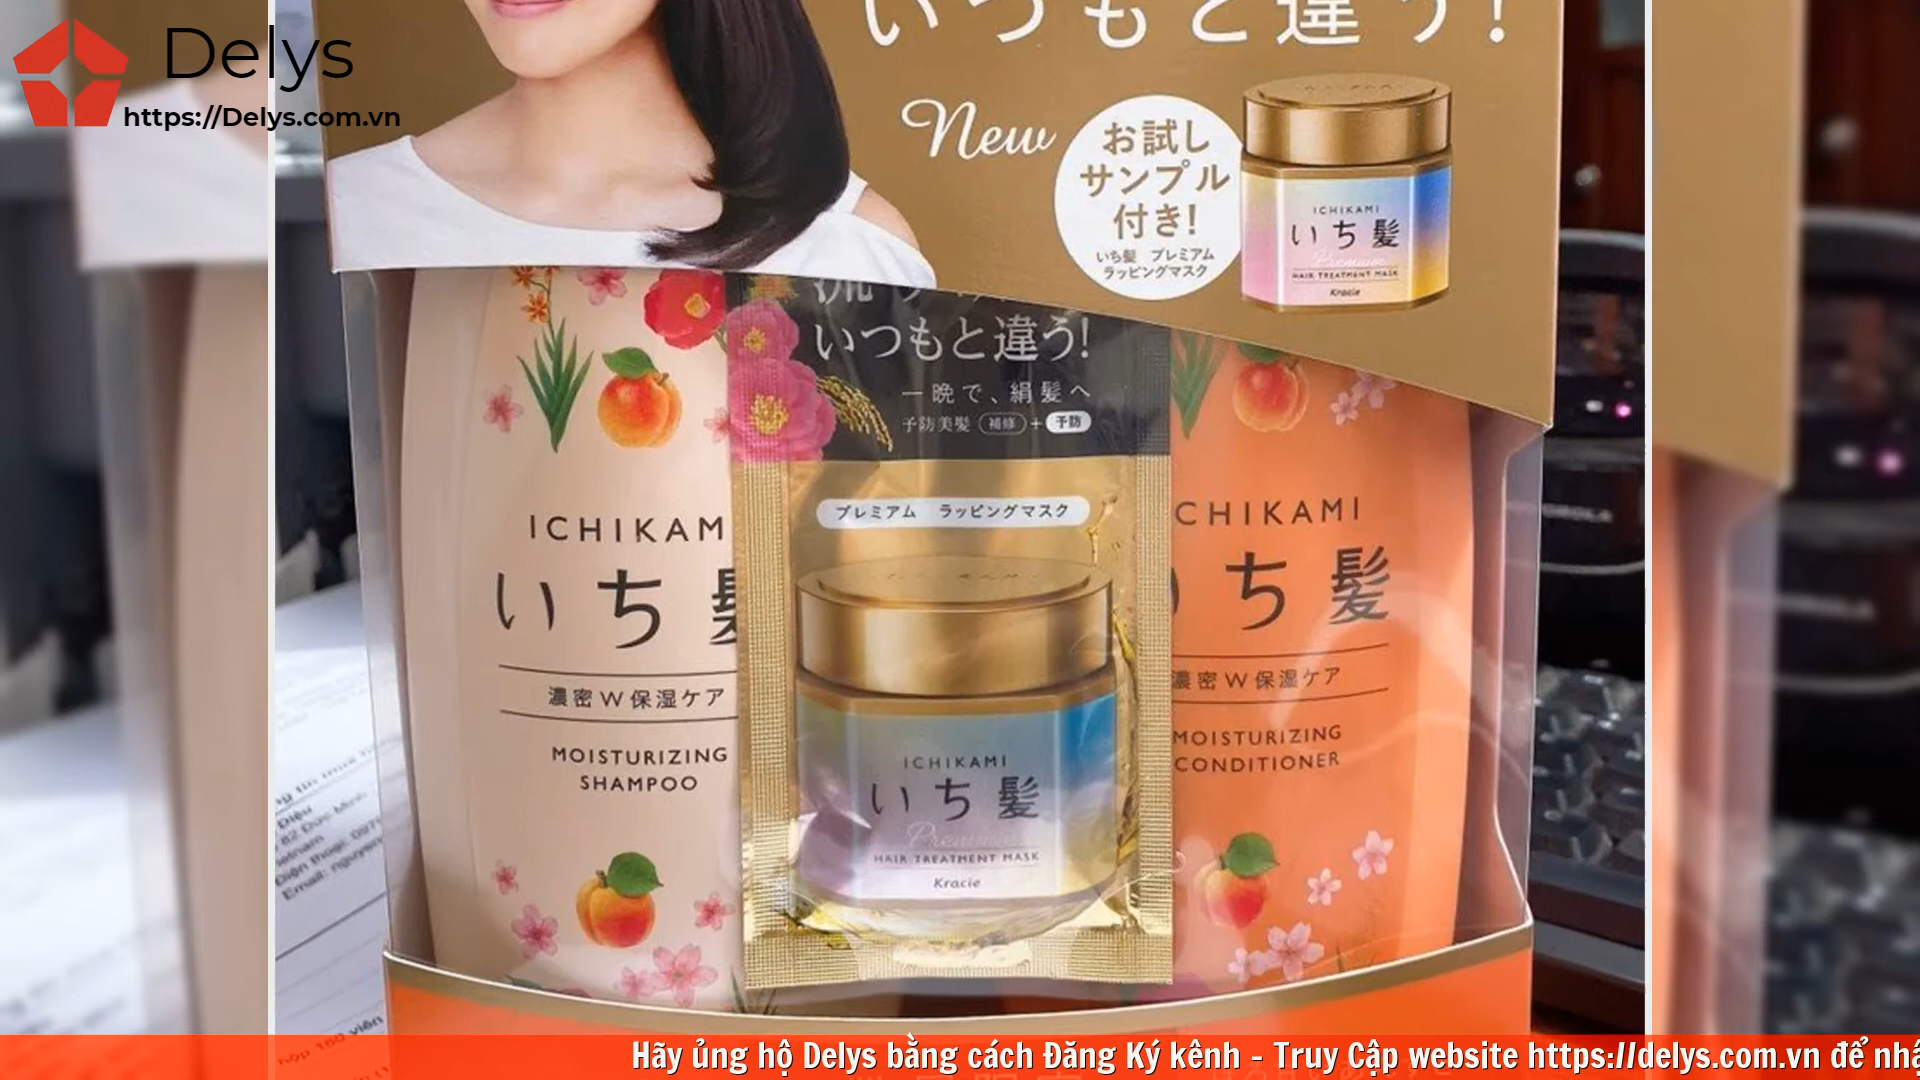 Delys
https://Delys.com.vn
いつもと違う!
New
お試し
サンプル
付き!
いち髪 プレミアム
ラッピングマスク
ICHIKAMI
いち髪
Premium
HAIR TREATMENT MASK
Kracie
いつもと違う!
一晩で、絹髪へ
予防美髪 補修+予防
プレミアム ラッピングマスク
ICHIKAMI
いち髪
Premium
HAIR TREATMENT MASK
Kracie
ICHIKAM
いち髪
濃密W保湿ケア
MOISTURIZING
SHAMPOO
CHIKAMI
ち髪
濃密W保湿ケア
MOISTURIZING
CONDITIONER
Hãy ủng hộ Delys bằng cách Đăng Ký kênh - Truy Cập website https://delys.com.vn để nhậ